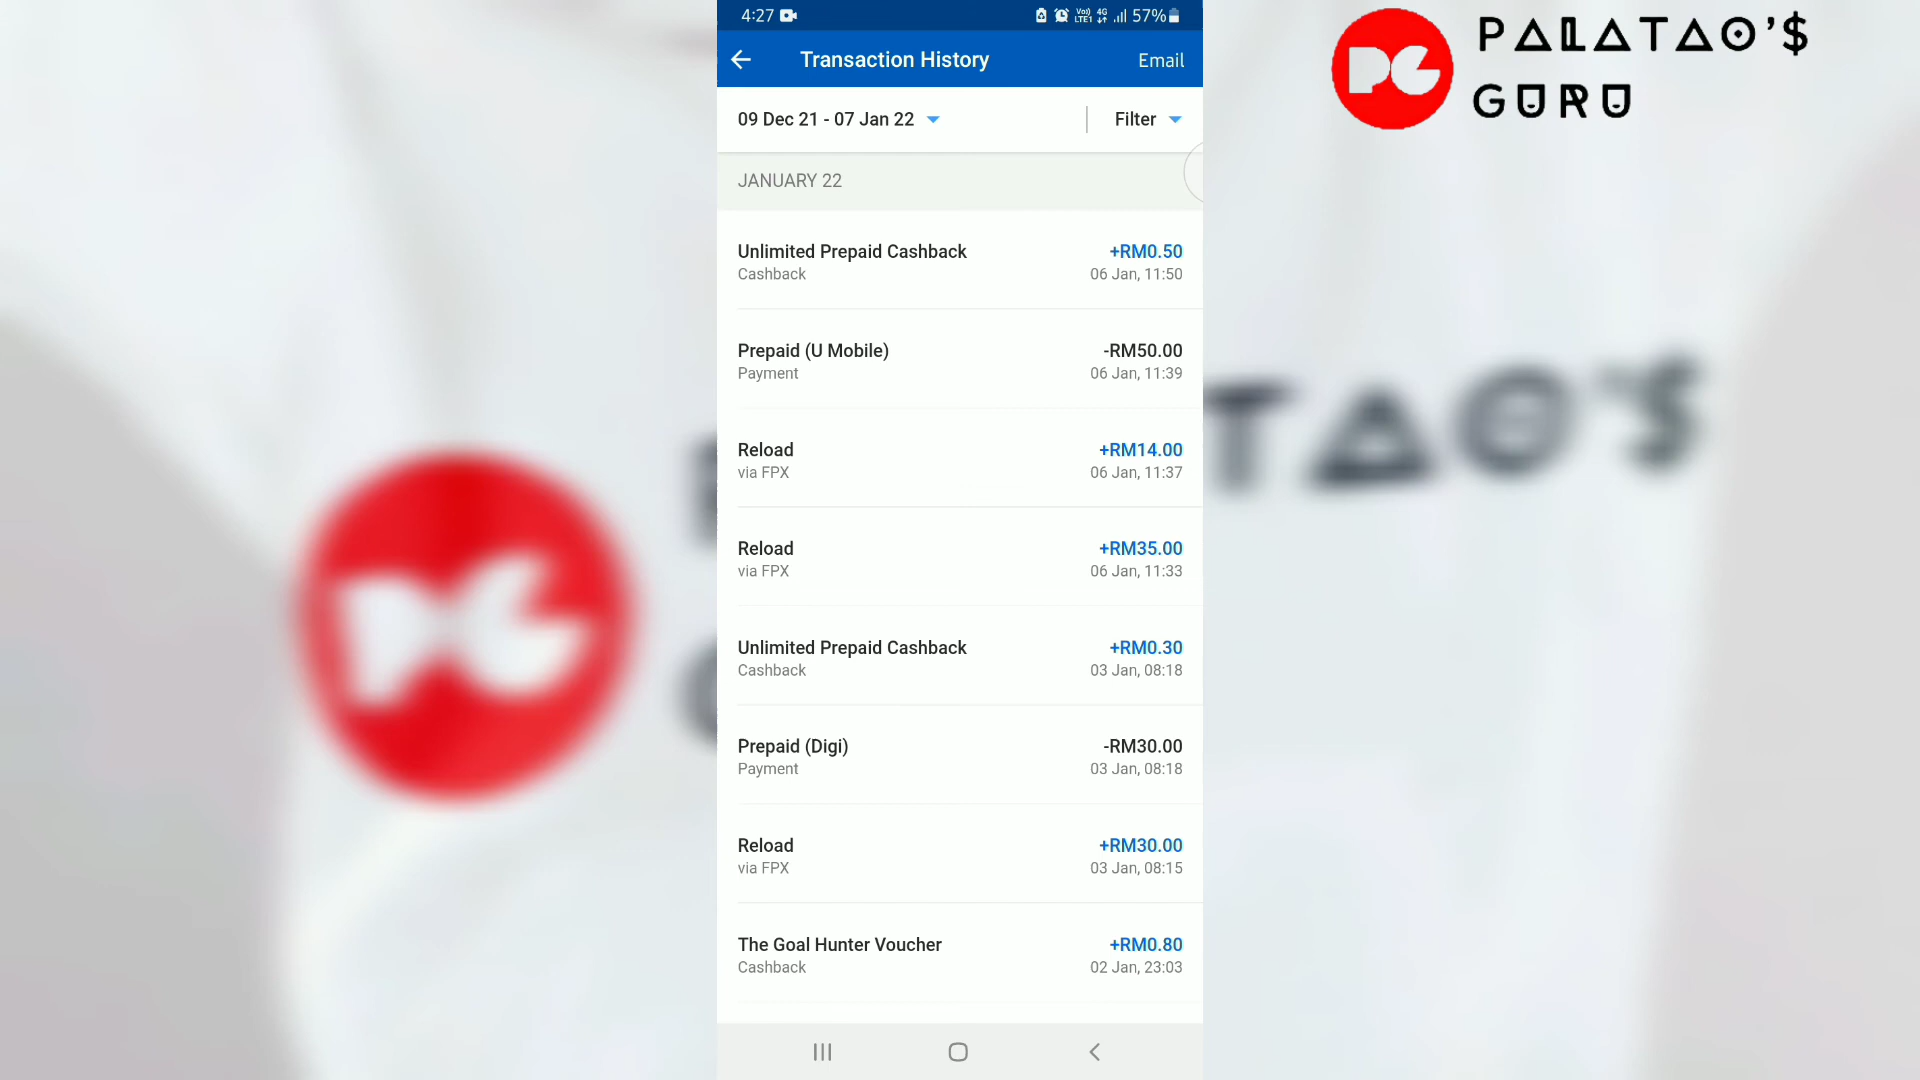 4:27
57%
Transaction History
Email
09 Dec 21 - 07 Jan 22
Filter
JANUARY 22
Unlimited Prepaid Cashback +RM0.50
Cashback 06 Jan, 11:50
Prepaid (U Mobile) -RM50.00
Payment 06 Jan, 11:39
Reload +RM14.00
via FPX 06 Jan, 11:37
Reload +RM35.00
via FPX 06 Jan, 11:33
Unlimited Prepaid Cashback +RM0.30
Cashback 03 Jan, 08:18
Prepaid (Digi) -RM30.00
Payment 03 Jan, 08:18
Reload +RM30.00
via FPX 03 Jan, 08:15
The Goal Hunter Voucher +RM0.80
Cashback 02 Jan, 23:03
PG
PALATAO'$
GURU
PG
TAO'$